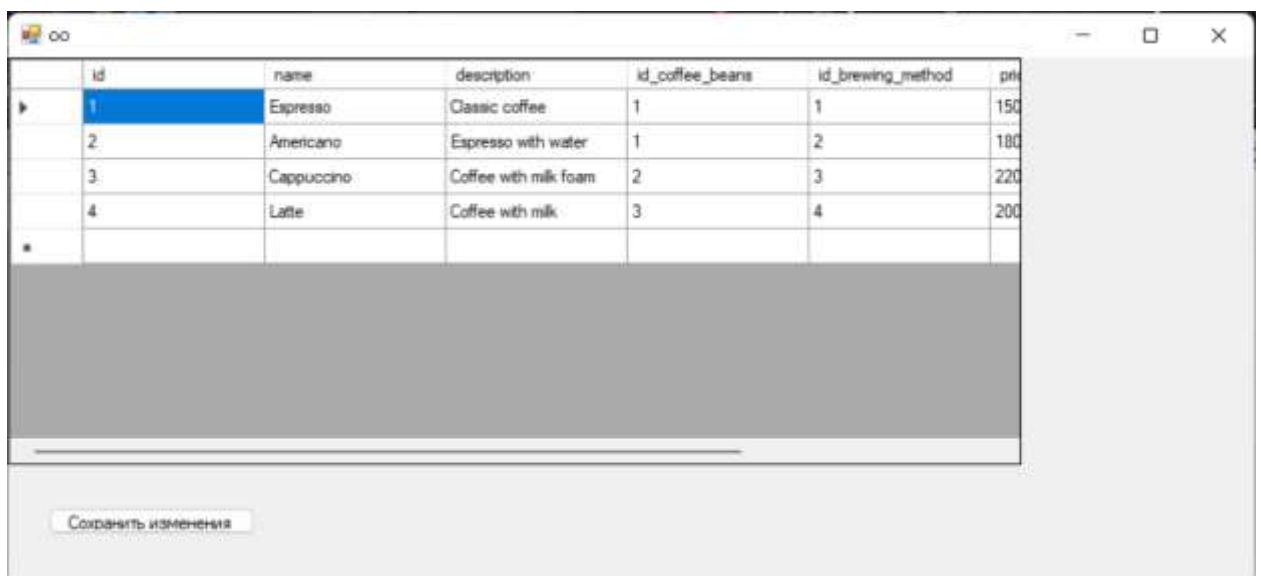 oo
id name description id_coffee_beans id_brewing_method
1 Espresso Classic coffee 1 1 150
2 Americano Espresso with water 1 2 180
3 Cappuccino Coffee with milk foam 2 3 220
4 Latte Coffee with milk 3 4 200
Сохранить изменения